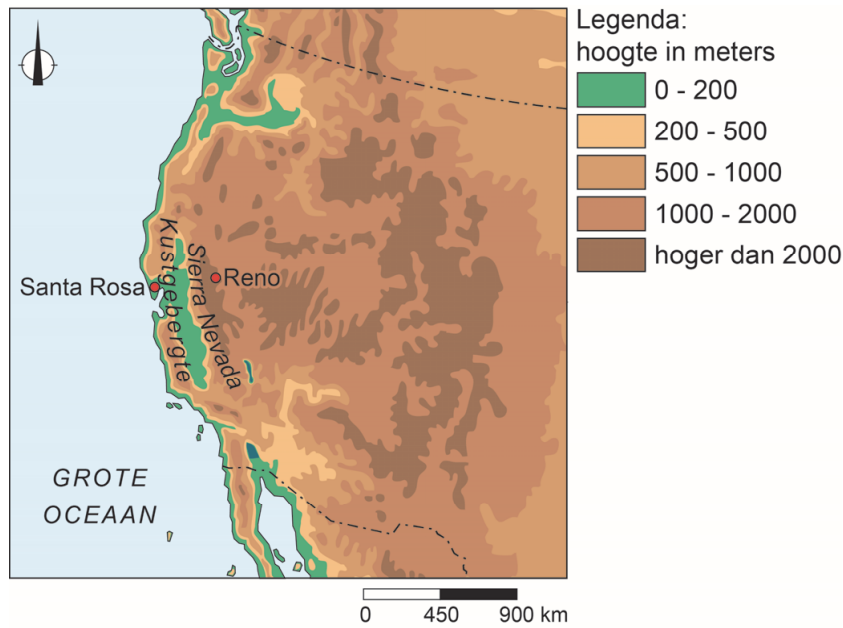 Legenda:
hoogte in meters
0 - 200
200 - 500
500 - 1000
1000 - 2000
hoger dan 2000
Kustgebergte
Sierra Nevada
Reno
Santa Rosa
GROTE
OCEAAN
0 450 900 km